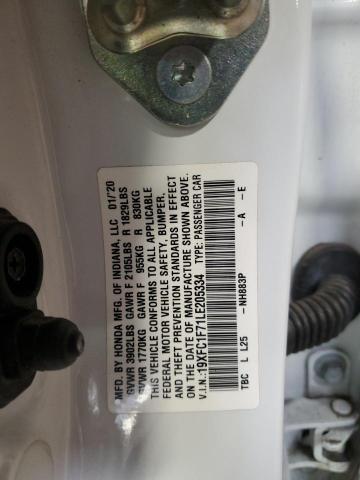 MFD. BY HONDA MFG. OF INDIANA, LLC 01/'20
GVWR 3902LBS GAWR F 2105LBS R 1829LBS
GVWR 1770KG GAWR F 955KG R 830KG
THIS VEHICLE CONFORMS TO ALL APPLICABLE
FEDERAL MOTOR VEHICLE SAFETY, BUMPER,
AND THEFT PREVENTION STANDARDS IN EFFECT
ON THE DATE OF MANUFACTURE SHOWN ABOVE.
V.I.N.:19XFC1F71LE205334 TYPE: PASSENGER CAR
-NH883P -A -E
TBC L L25